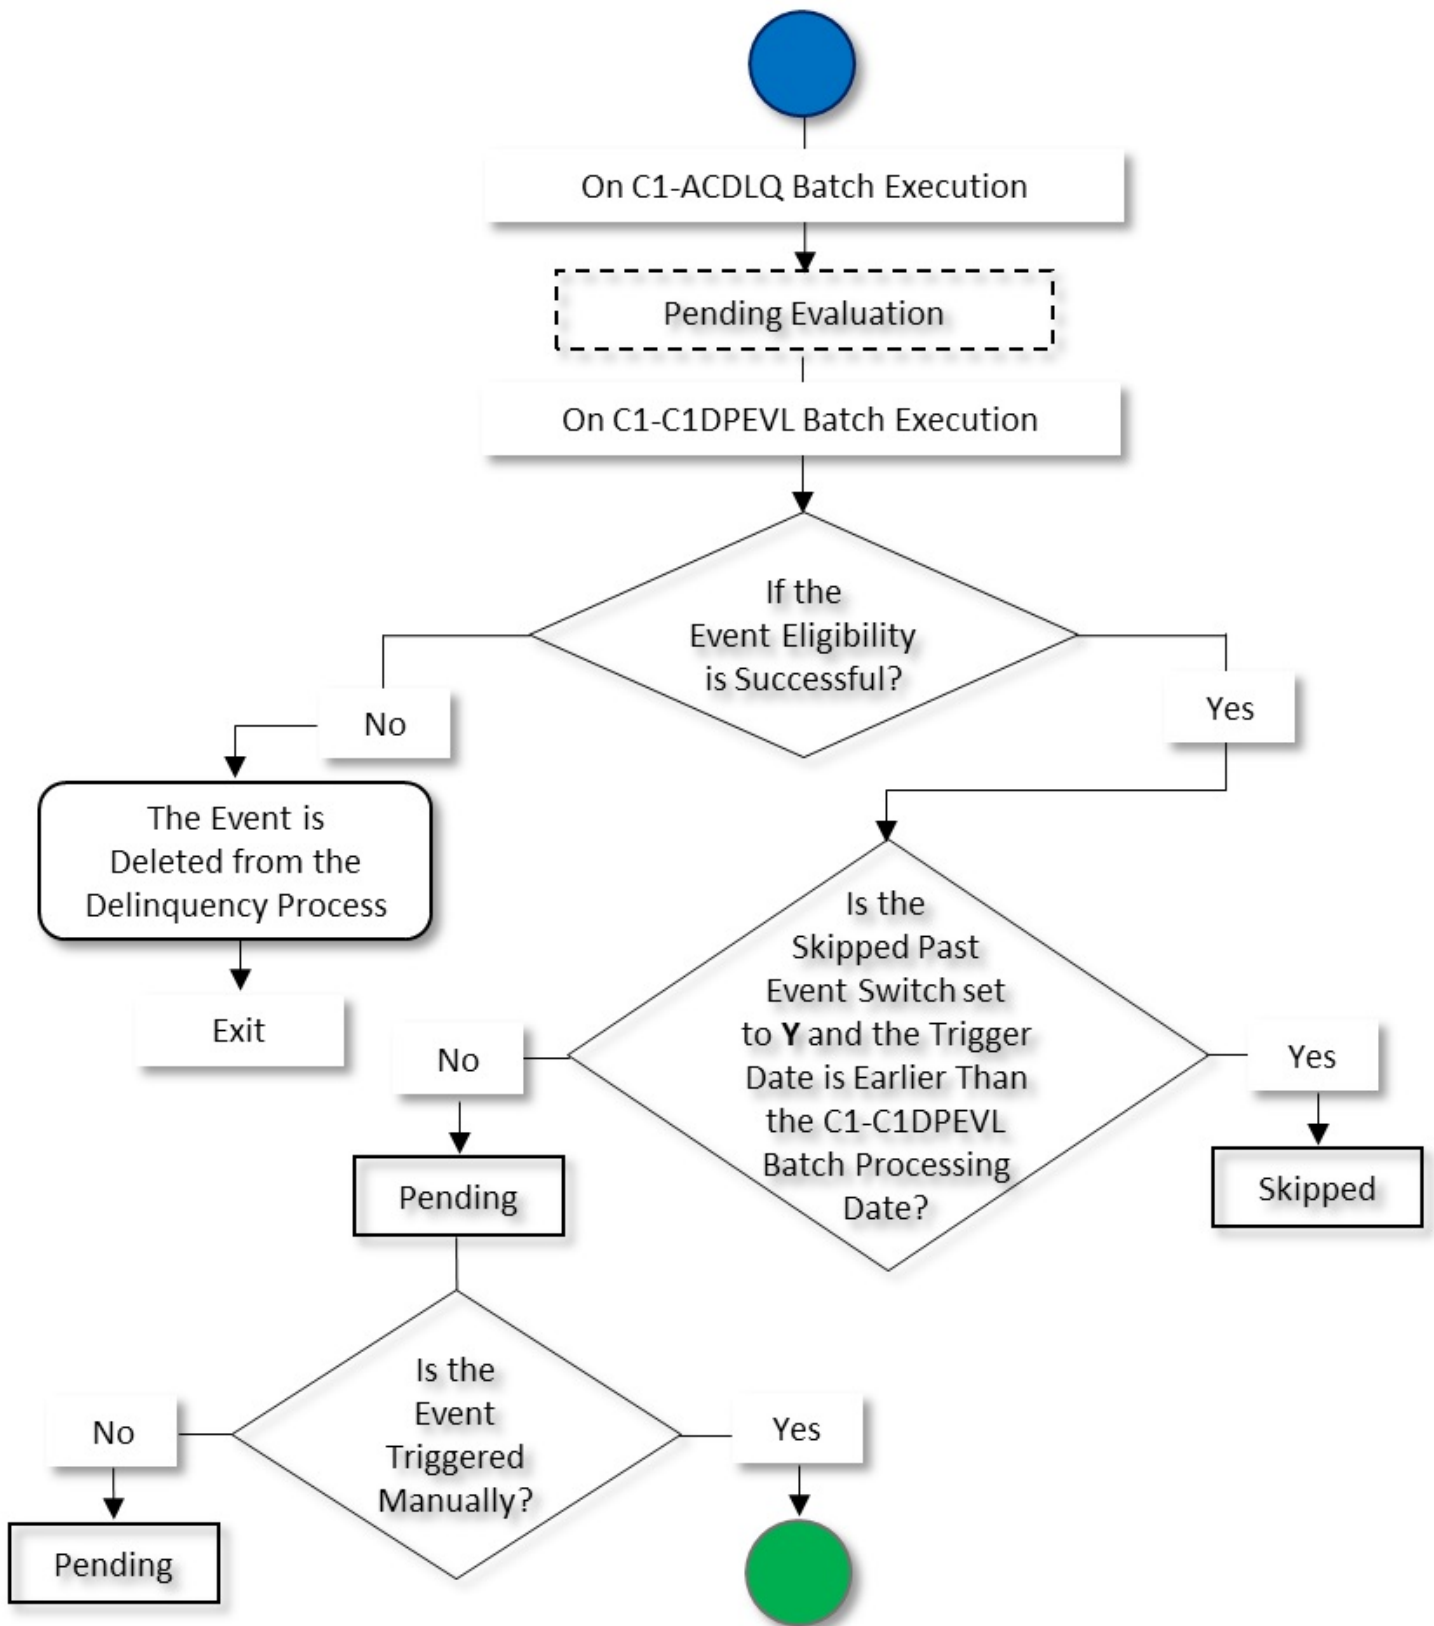 On C1-ACDLQ Batch Execution
Pending Evaluation
On C1-C1DPEVL Batch Execution
If the
Event Eligibility
is Successful?
No
Yes
The Event is
Deleted from the
Delinquency Process
Exit
Is the
Skipped Past
Event Switch set
to Y and the Trigger
Date is Earlier Than
the C1-C1DPEVL
Batch Processing
Date?
No
Yes
Pending
Skipped
Is the
Event
Triggered
Manually?
No
Yes
Pending